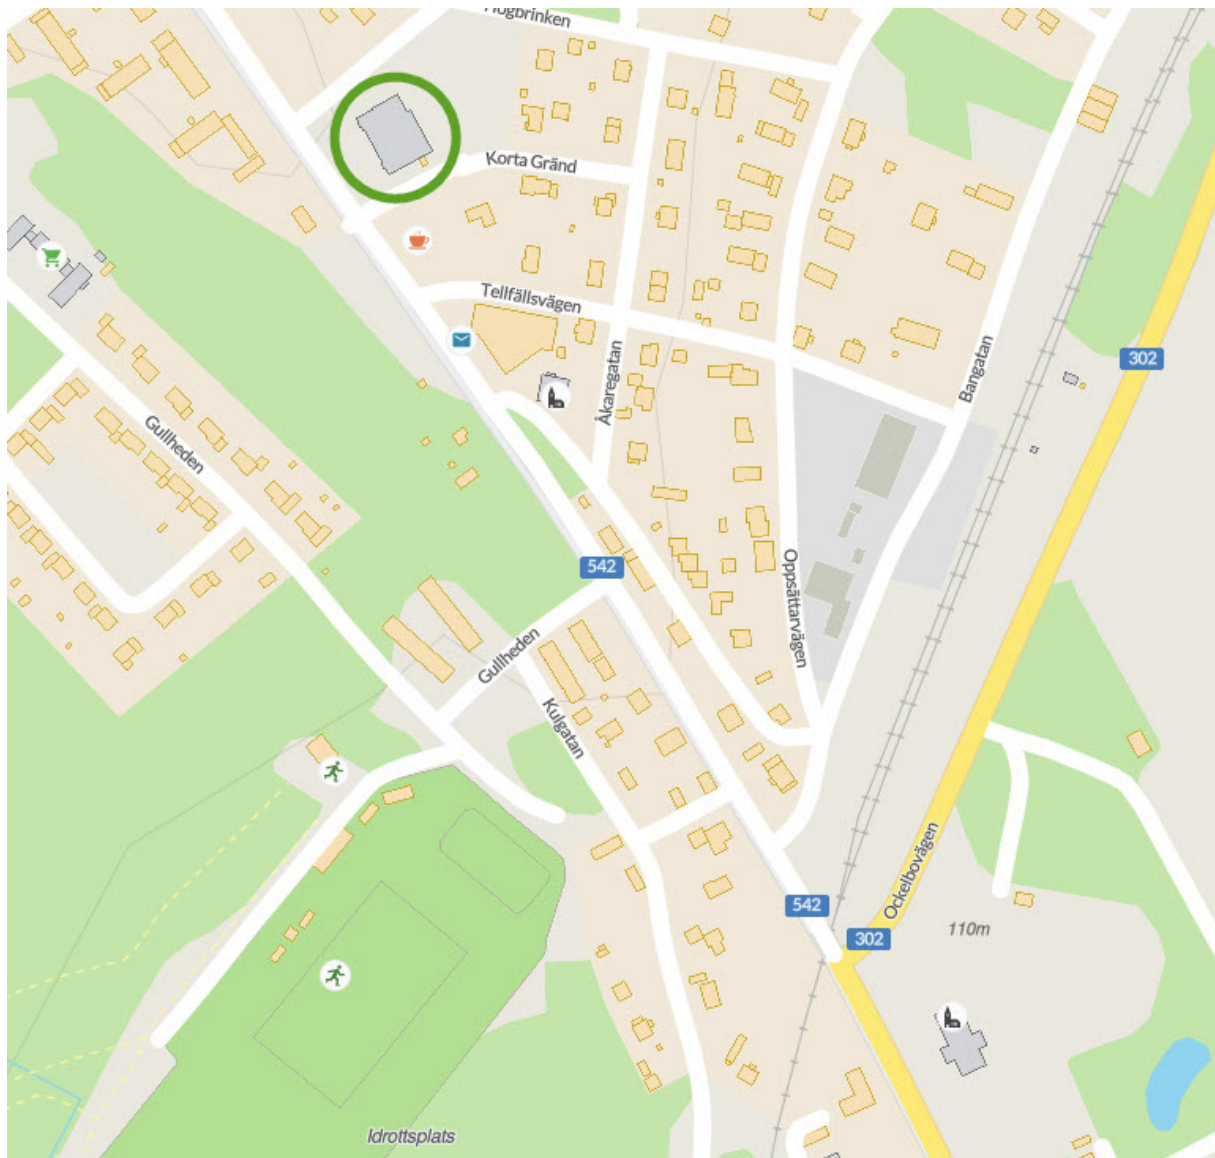 Högbrinken
Korta Gränd
Tellfällsvägen
Åkaregatan
Bangatan
302
Gullheden
542
Oppsättarvägen
Gullheden
Kulgatan
Ockelbovägen
542
302
110m
Idrottsplats